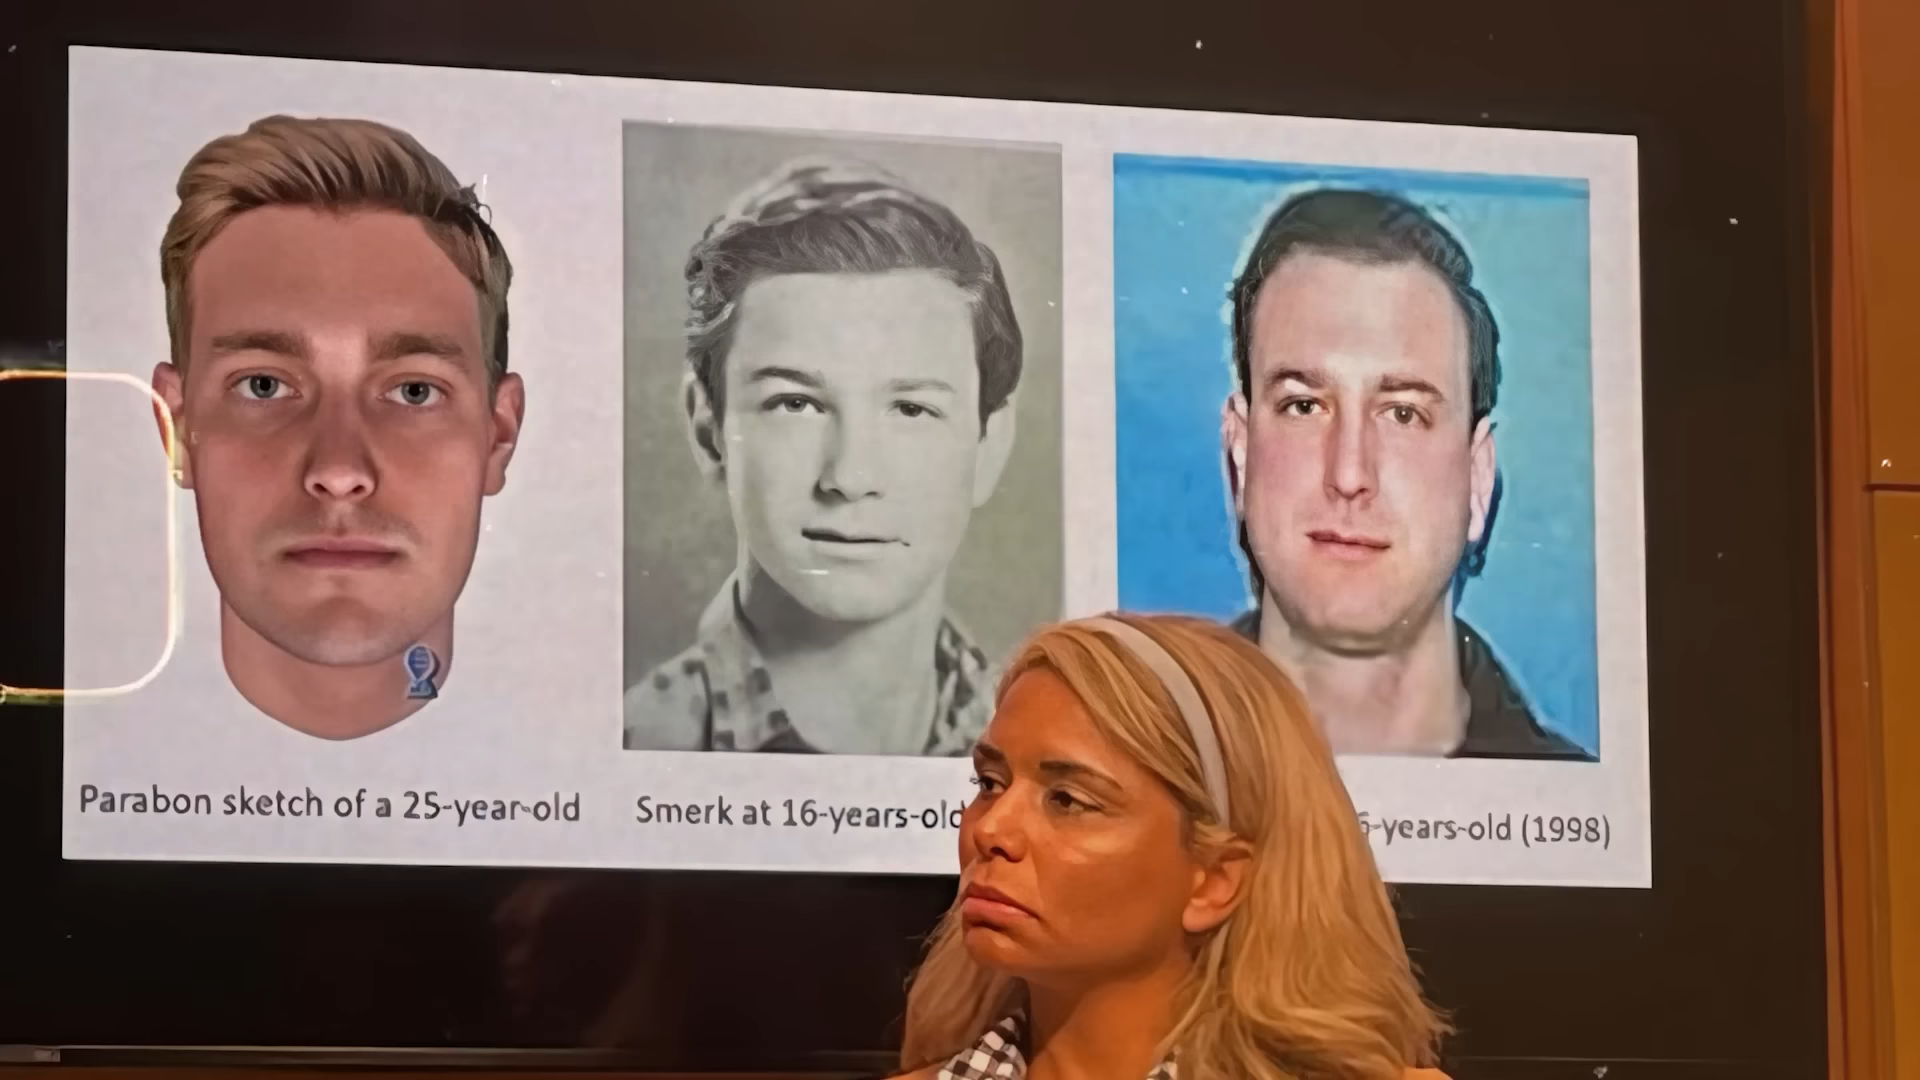 Parabon sketch of a 25-year-old
Smerk at 16-years-old
-years-old (1998)